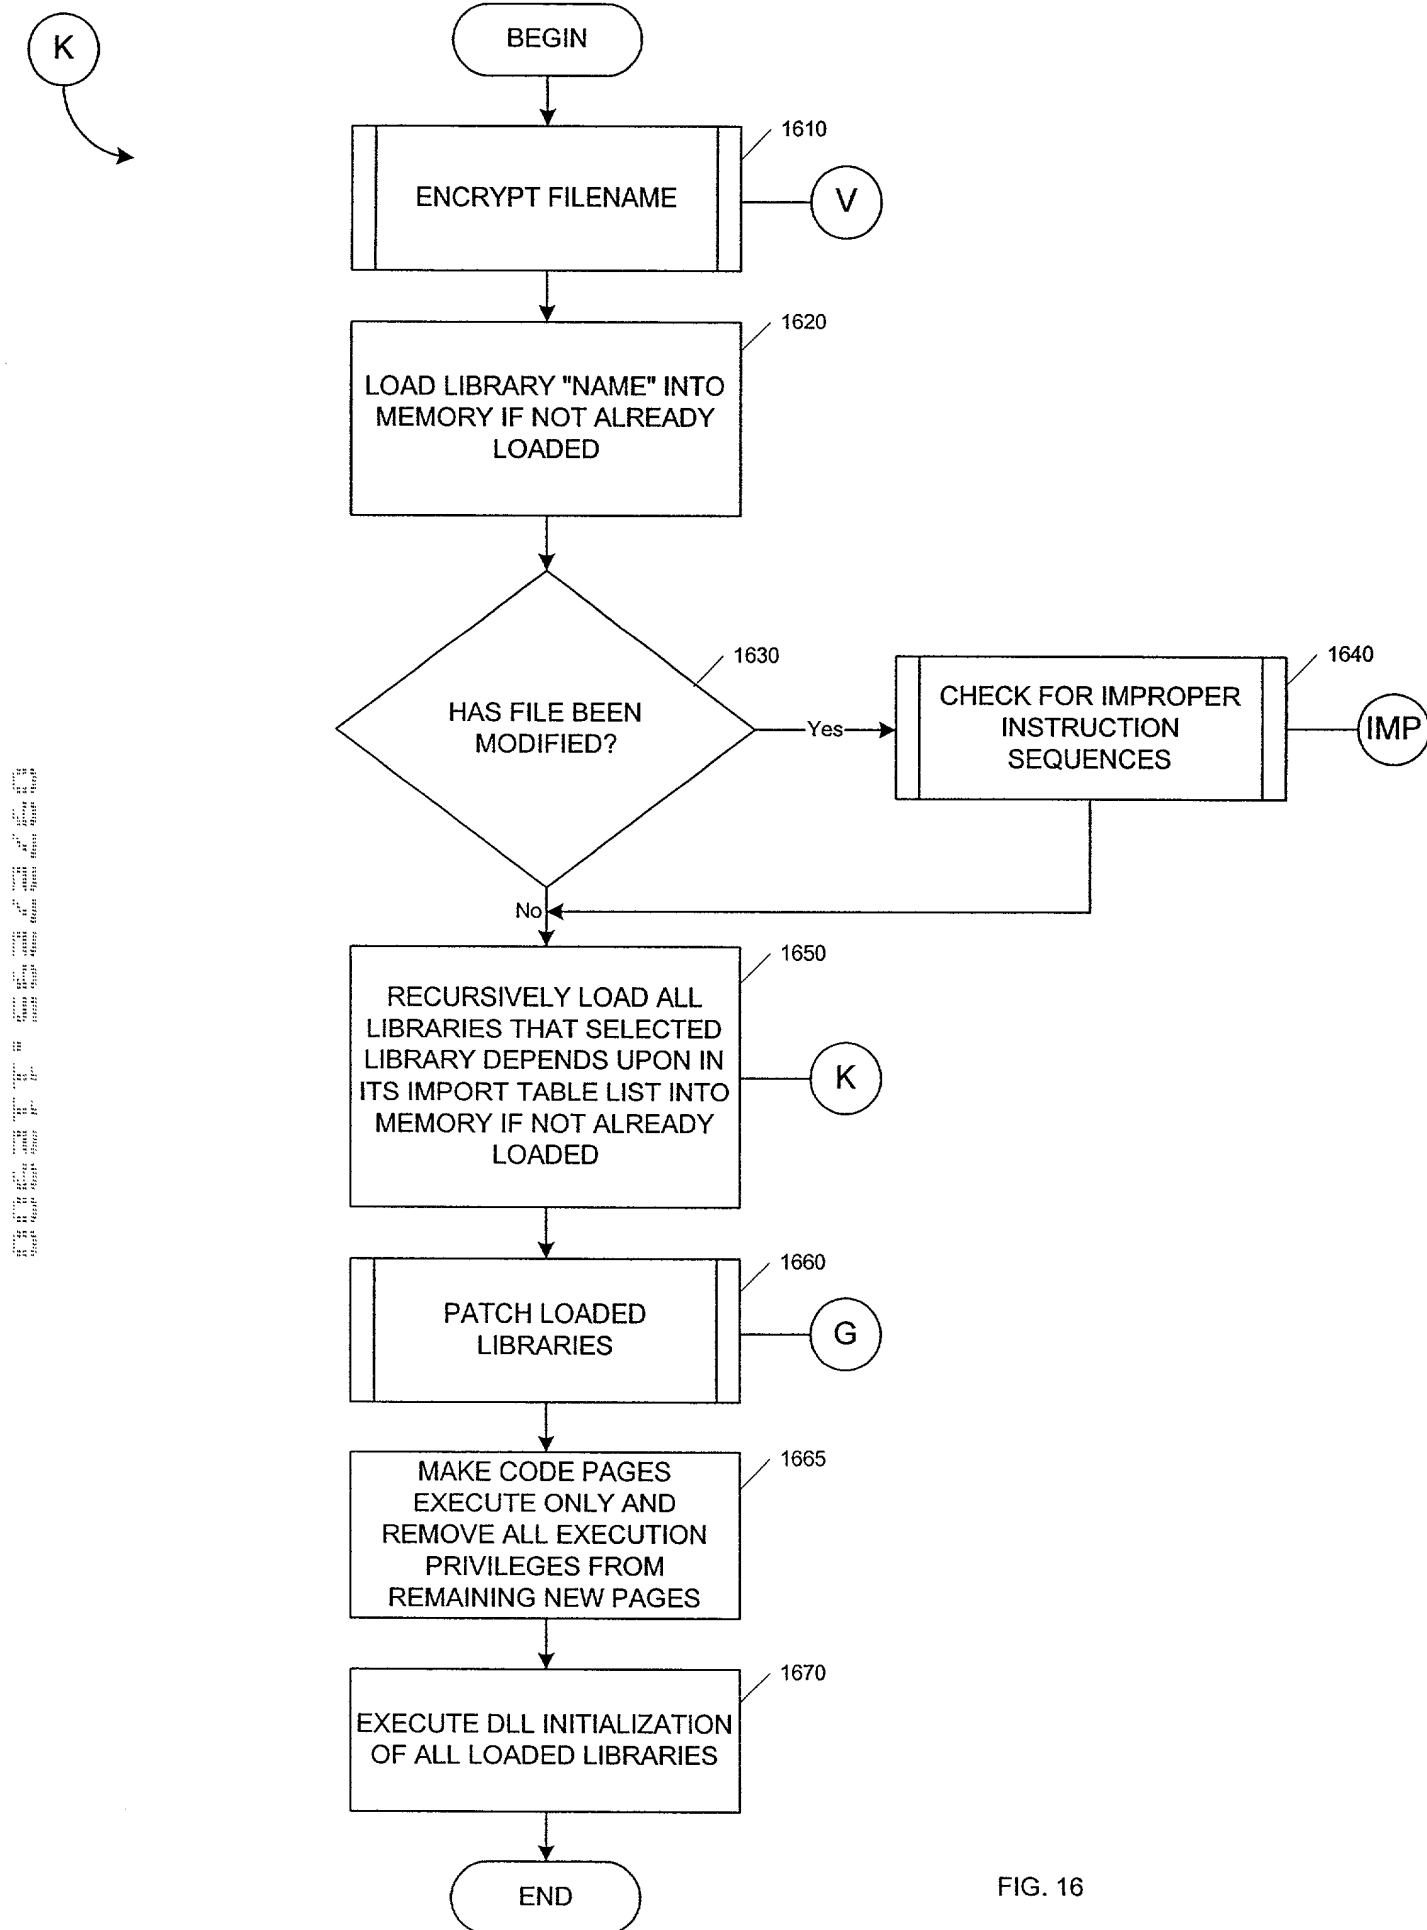 K
BEGIN
1610
ENCRYPT FILENAME
V
1620
LOAD LIBRARY "NAME" INTO
MEMORY IF NOT ALREADY
LOADED
1630
HAS FILE BEEN
MODIFIED?
Yes
1640
CHECK FOR IMPROPER
INSTRUCTION
SEQUENCES
IMP
No
1650
RECURSIVELY LOAD ALL
LIBRARIES THAT SELECTED
LIBRARY DEPENDS UPON IN
ITS IMPORT TABLE LIST INTO
MEMORY IF NOT ALREADY
LOADED
K
1660
PATCH LOADED
LIBRARIES
G
1665
MAKE CODE PAGES
EXECUTE ONLY AND
REMOVE ALL EXECUTION
PRIVILEGES FROM
REMAINING NEW PAGES
1670
EXECUTE DLL INITIALIZATION
OF ALL LOADED LIBRARIES
END
FIG. 16